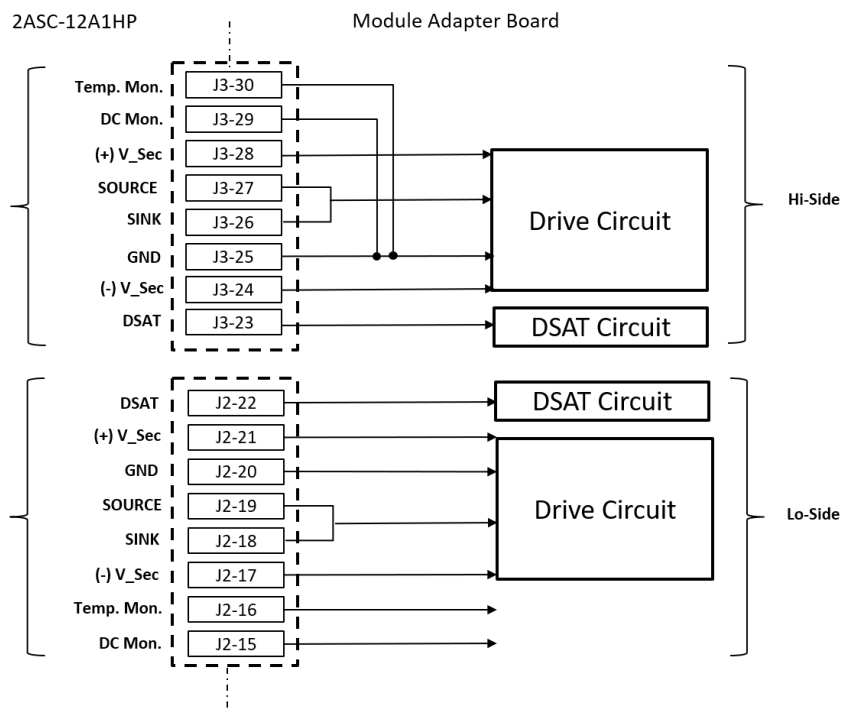 2ASC-12A1HP Module Adapter Board
Temp. Mon. J3-30
DC Mon. J3-29
(+) V_Sec J3-28
SOURCE J3-27
SINK J3-26
GND J3-25
(-) V_Sec J3-24
DSAT J3-23
Drive Circuit
DSAT Circuit
Hi-Side
DSAT J2-22
(+) V_Sec J2-21
GND J2-20
SOURCE J2-19
SINK J2-18
(-) V_Sec J2-17
Temp. Mon. J2-16
DC Mon. J2-15
DSAT Circuit
Drive Circuit
Lo-Side